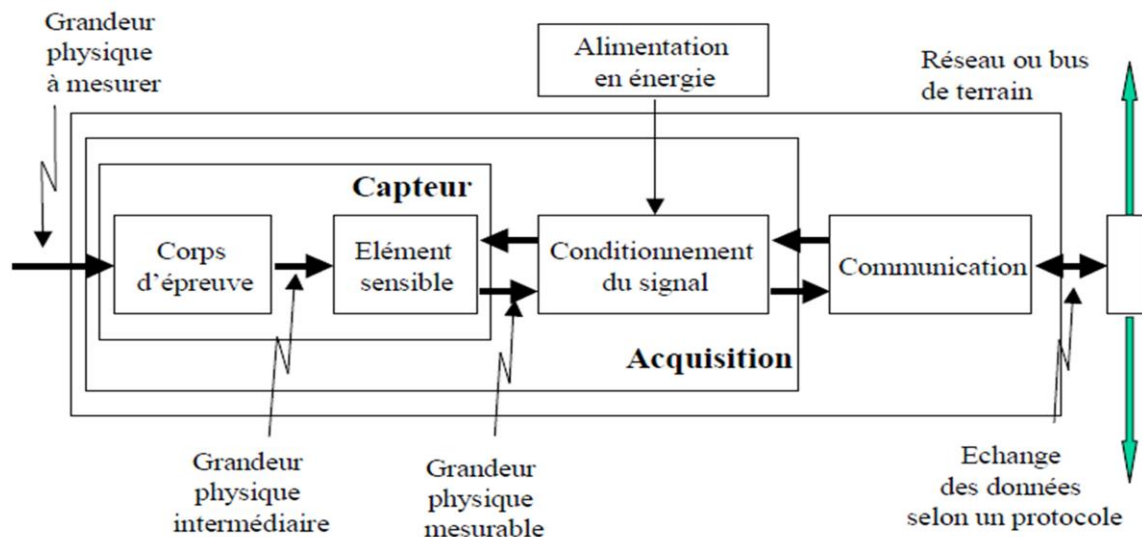 Grandeur
physique
à mesurer
Alimentation
en énergie
Réseau ou bus
de terrain
Capteur
Corps
d’épreuve
Elément
sensible
Conditionnement
du signal
Communication
Acquisition
Grandeur
physique
intermédiaire
Grandeur
physique
mesurable
Echange
des données
selon un protocole